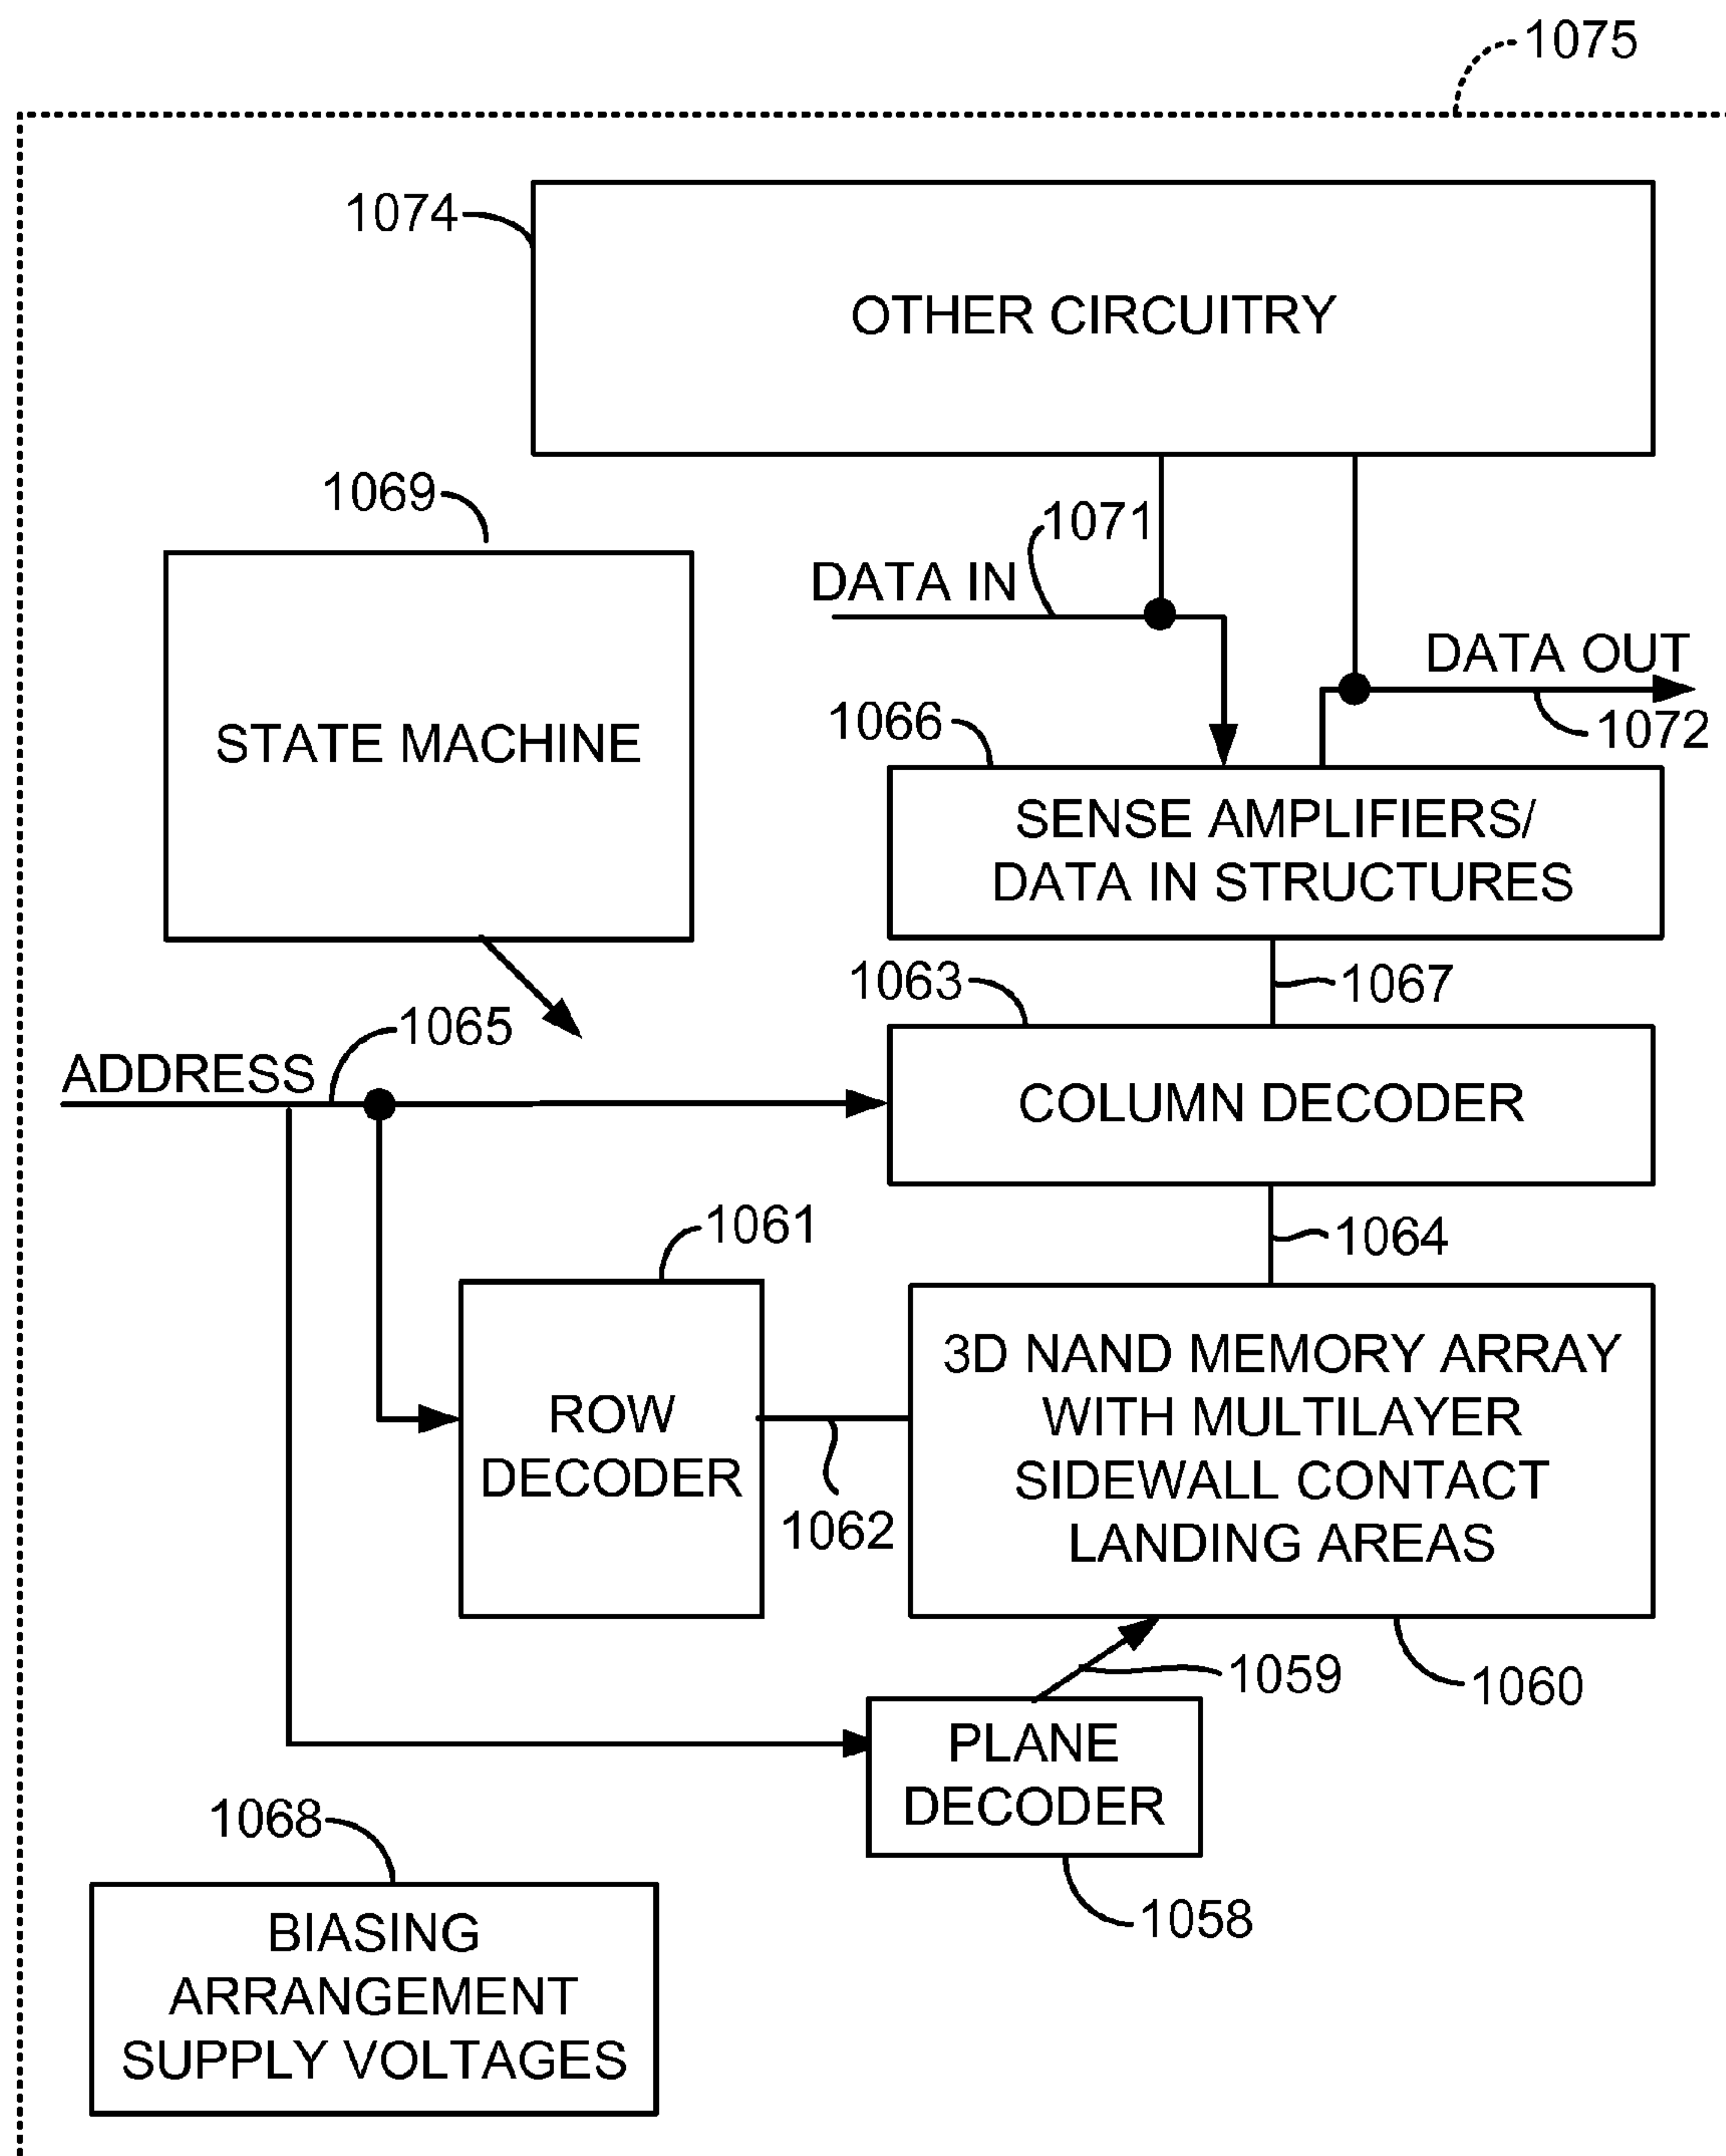 1075
1074
OTHER CIRCUITRY
1069
1071
DATA IN
DATA OUT
1072
STATE MACHINE
1066
SENSE AMPLIFIERS/
DATA IN STRUCTURES
1063
1067
1065
ADDRESS
COLUMN DECODER
1061
1064
ROW
DECODER
1062
3D NAND MEMORY ARRAY
WITH MULTILAYER
SIDEWALL CONTACT
LANDING AREAS
1059
1060
PLANE
DECODER
1058
1068
BIASING
ARRANGEMENT
SUPPLY VOLTAGES